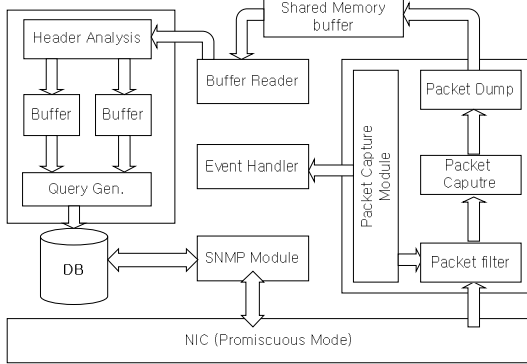 Shared Memory
buffer
Header Analysis
Buffer Reader
Packet Dump
Buffer
Buffer
Event Handler
Packet Capture
Module
Packet
Caputre
Query Gen.
DB
SNMP Module
Packet filter
NIC (Promiscuous Mode)